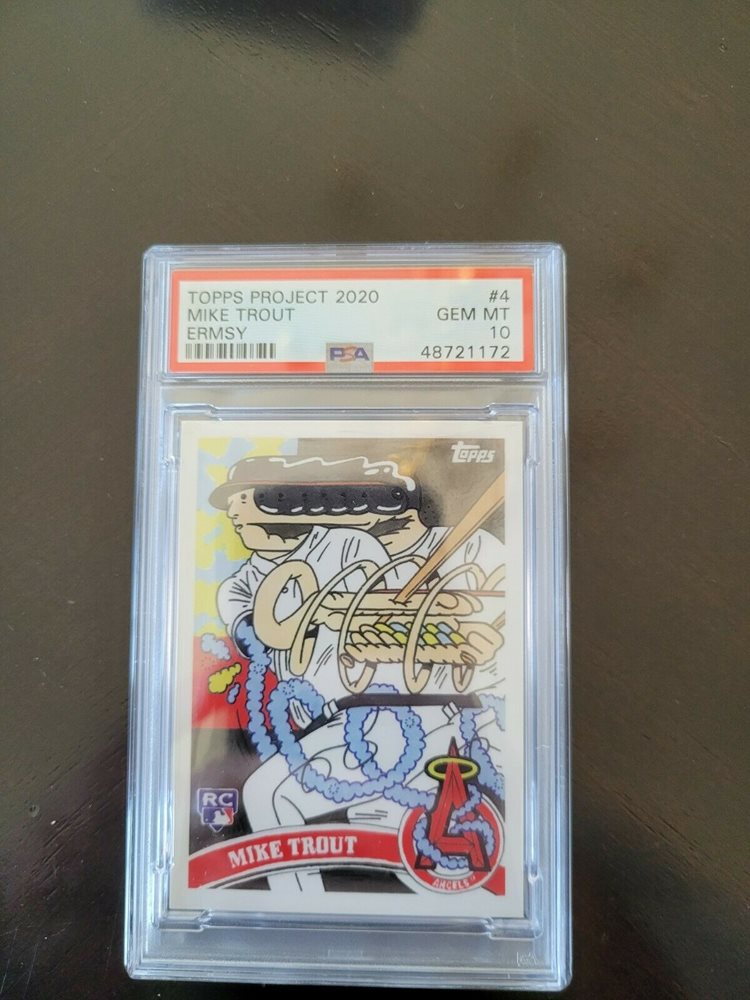 TOPPS PROJECT 2020 #4
MIKE TROUT GEM MT
ERMSY 10
PSA 48721172
topps
RC
MIKE TROUT
A
ANGELS